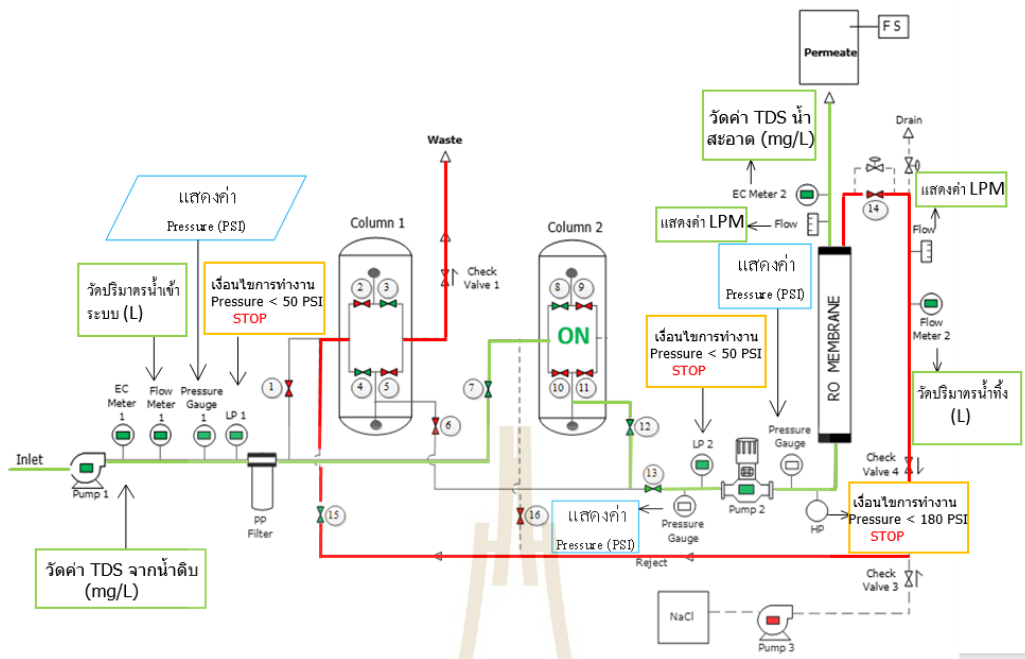 Permeate
FS
วัดค่า TDS น้ำ
สะอาด (mg/L)
Drain
Waste
EC Meter 2
แสดงค่า LPM
แสดงค่า
Pressure (PSI)
14
แสดงค่า LPM
Flow
Flow
Column 1
Column 2
แสดงค่า
Pressure (PSI)
วัดปริมาตรน้ำเข้า
ระบบ (L)
เงื่อนไขการทำงาน
Pressure < 50 PSI
STOP
Check
Valve 1
2
3
8
9
ON
RO MEMBRANE
Flow
Meter 2
เงื่อนไขการทำงาน
Pressure < 50 PSI
STOP
1
4
5
7
10
11
วัดปริมาตรน้ำทิ้ง
(L)
EC
Meter
1
Flow
Meter
1
Pressure
Gauge
1
LP 1
6
12
LP 2
Pressure
Gauge
Inlet
Pump 1
13
Check
Valve 4
PP
Filter
15
16
แสดงค่า
Pressure (PSI)
Pressure
Gauge
Pump 2
HP
เงื่อนไขการทำงาน
Pressure < 180 PSI
STOP
วัดค่า TDS จากน้ำดิบ
(mg/L)
Reject
Check
Valve 3
NaCl
Pump 3